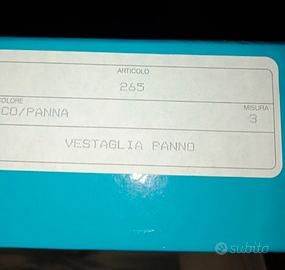 ARTICOLO
265
COLORE MISURA
CO/PANNA 3
VESTAGLIA PANNO
subito